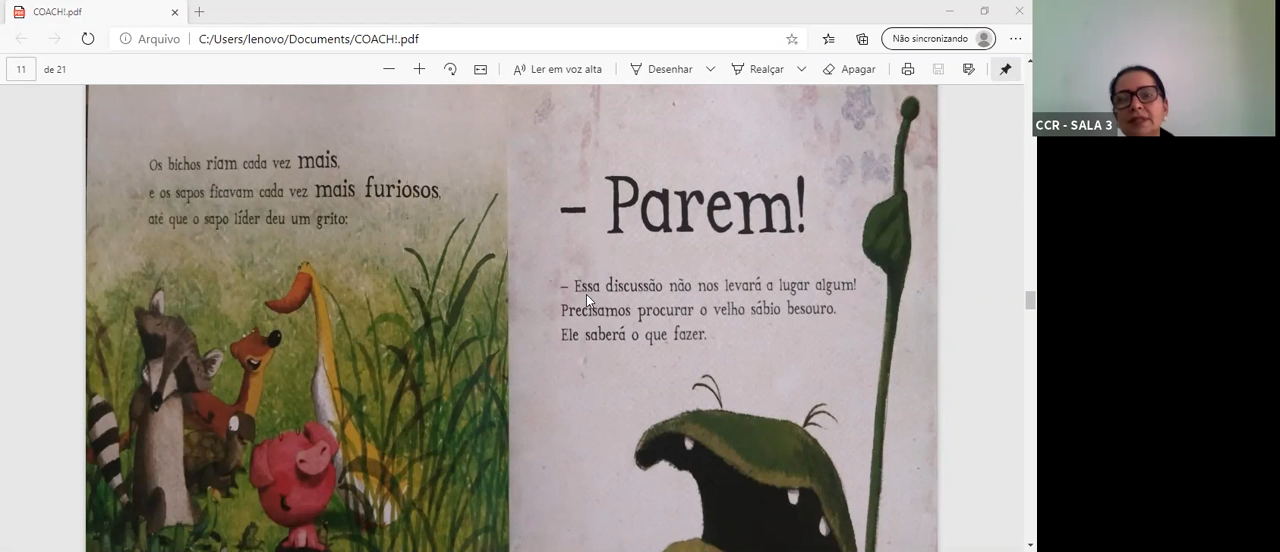 COACH!.pdf
Arquivo
C:/Users/lenovo/Documents/COACH!.pdf
Não sincronizando
11 de 21
Ler em voz alta
Desenhar
Realçar
Apagar
CCR - SALA 3
Os bichos riam cada vez mais,
e os sapos ficavam cada vez mais furiosos,
até que o sapo líder deu um grito:
– Parem!
– Essa discussão não nos levará a lugar algum!
Precisamos procurar o velho sábio besouro.
Ele saberá o que fazer.